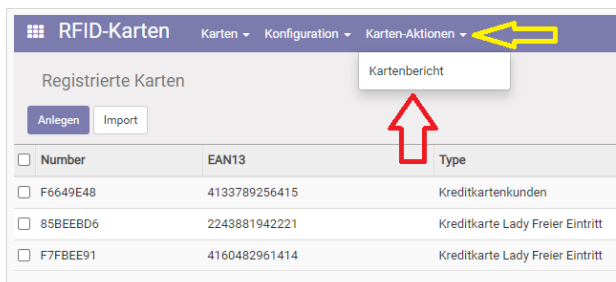 RFID-Karten Karten Konfiguration Karten-Aktionen
Kartenbericht
Registrierte Karten
Anlegen Import
Number EAN13 Type
F6649E48 4133789256415 Kreditkartenkunden
85BEEBD6 2243881942221 Kreditkarte Lady Freier Eintritt
F7FBEE91 4160482961414 Kreditkarte Lady Freier Eintritt